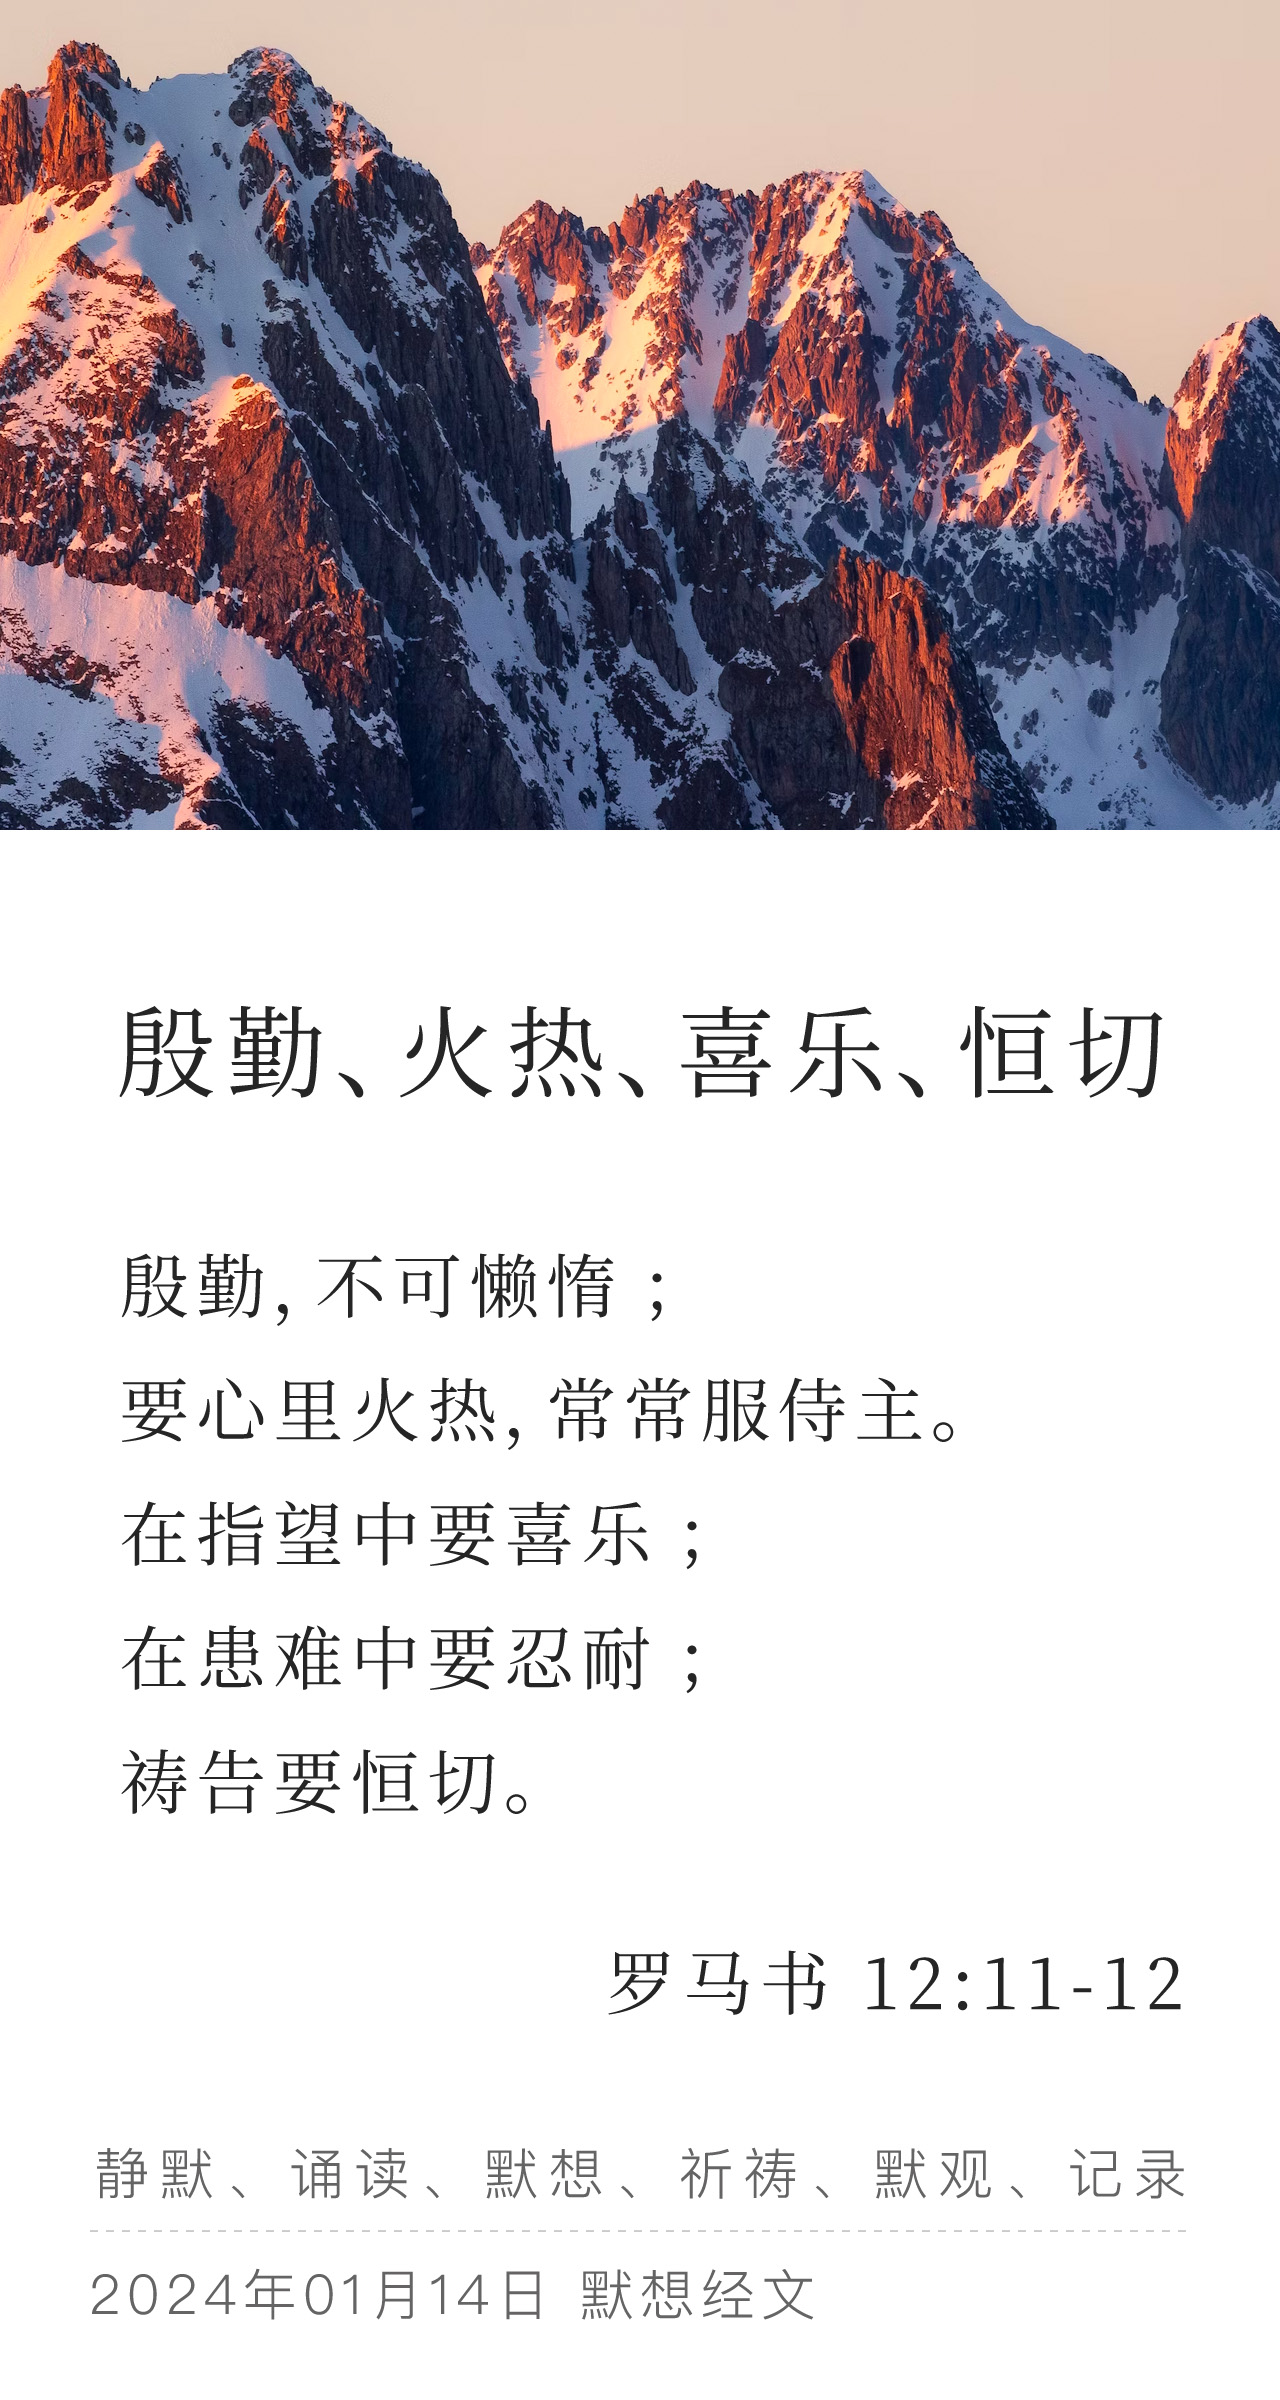 殷勤、火热、喜乐、恒切
殷勤,不可懒惰；
要心里火热,常常服侍主。
在指望中要喜乐；
在患难中要忍耐；
祷告要恒切。
罗马书 12:11-12
静默、诵读、默想、祈祷、默观、记录
2024年01月14日 默想经文